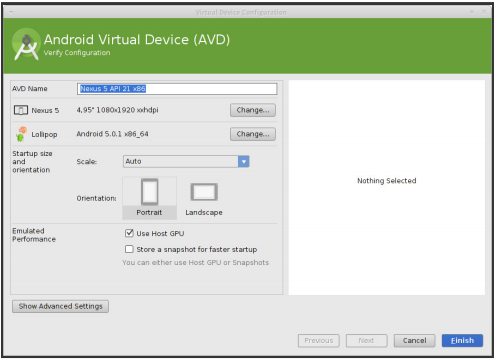 Virtual Device Configuration
Android Virtual Device (AVD)
Verify Configuration
AVD Name
Nexus 5 API 21 x86
Nexus 5
4,95" 1080x1920 xxhdpi
Change...
Lollipop
Android 5.0.1 x86_64
Change...
Startup size
and
orientation
Scale:
Auto
Orientation:
Portrait
Landscape
Emulated
Performance
Use Host GPU
Store a snapshot for faster startup
You can either use Host GPU or Snapshots
Nothing Selected
Show Advanced Settings
Previous
Next
Cancel
Finish